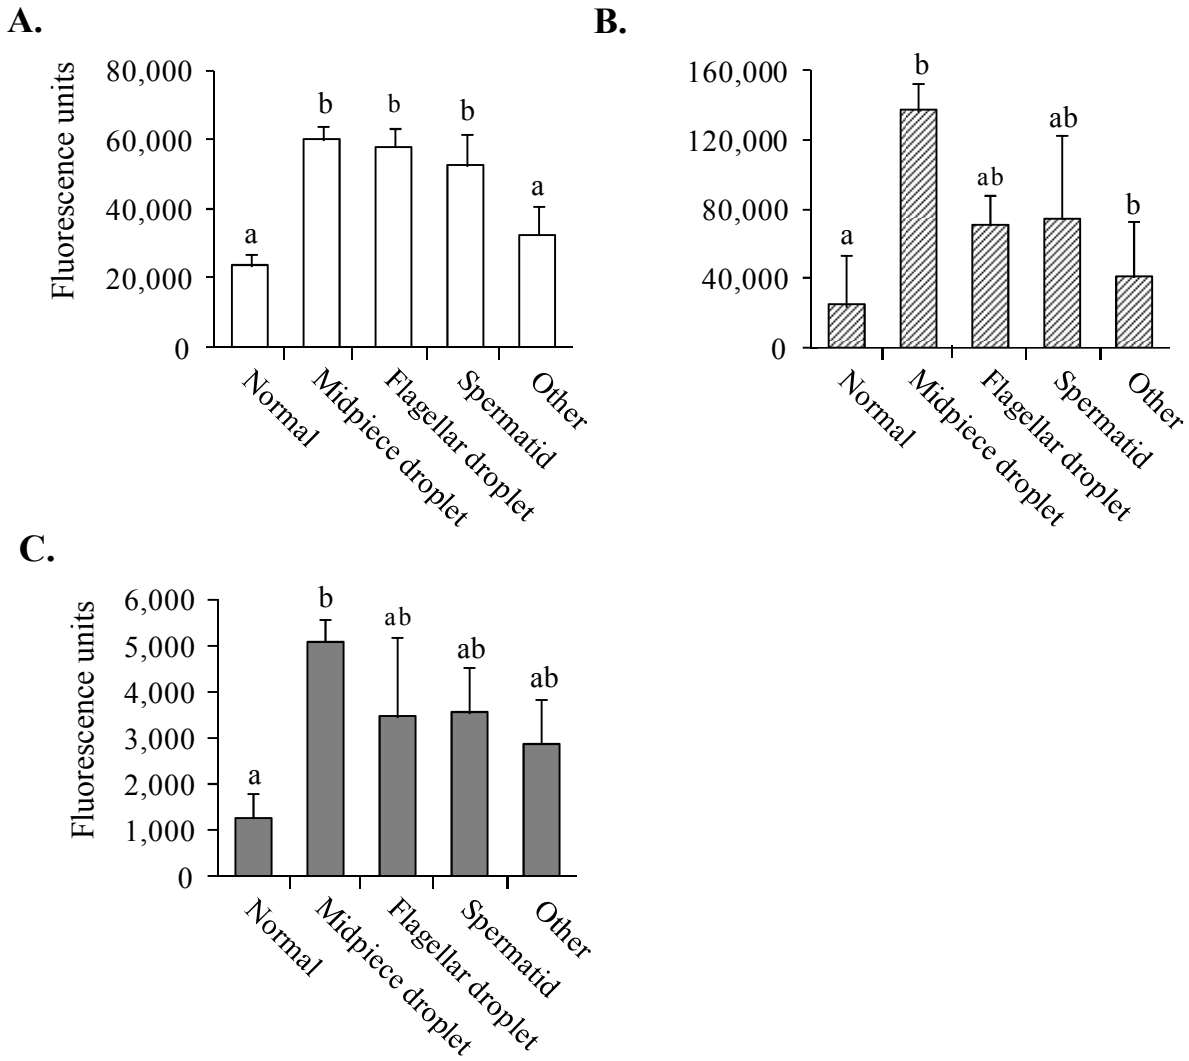 A.
Fluorescence units
80,000
60,000
40,000
20,000
0
a
b
b
b
a
Normal
Midpiece droplet
Flagellar droplet
Spermatid
Other
B.
160,000
120,000
80,000
40,000
0
a
b
ab
ab
b
Normal
Midpiece droplet
Flagellar droplet
Spermatid
Other
C.
Fluorescence units
6,000
5,000
4,000
3,000
2,000
1,000
0
a
b
ab
ab
ab
Normal
Midpiece droplet
Flagellar droplet
Spermatid
Other